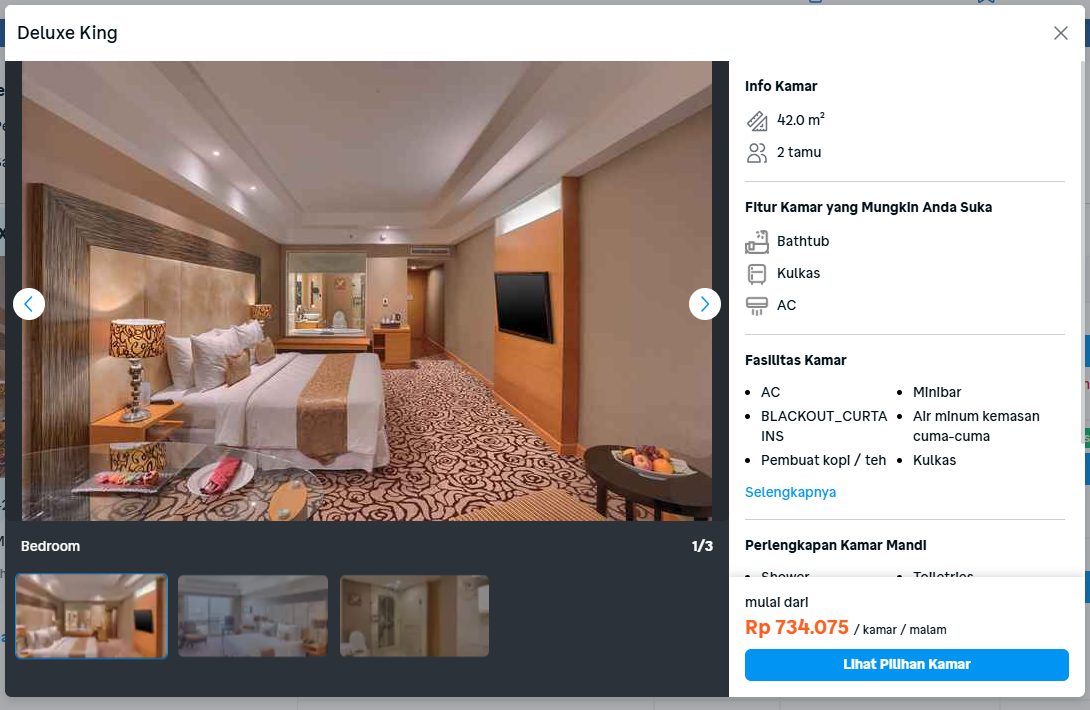 Deluxe King
Info Kamar
42.0 m²
2 tamu
Fitur Kamar yang Mungkin Anda Suka
Bathtub
Kulkas
AC
Fasilitas Kamar
• AC
• BLACKOUT_CURTA
INS
• Pembuat kopi / teh
• Minibar
• Air minum kemasan
cuma-cuma
• Kulkas
Selengkapnya
Perlengkapan Kamar Mandi
• Shower
• Toiletries
mulai dari
Rp 734.075 / kamar / malam
Lihat Pilihan Kamar
Bedroom
1/3